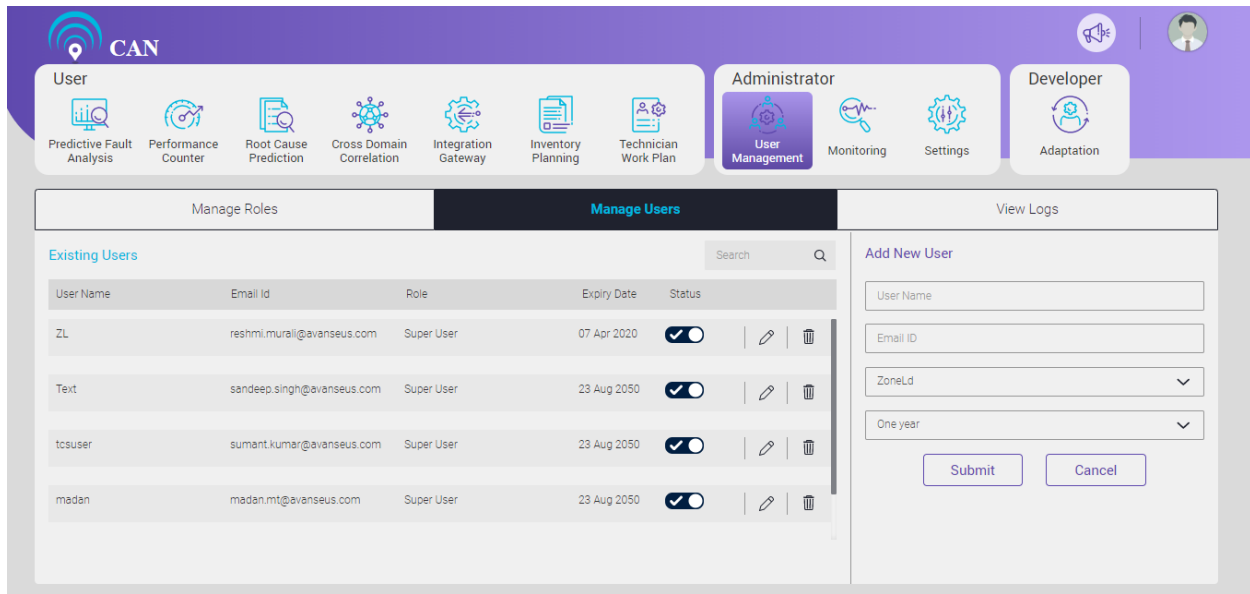 CAN
User
Administrator
Developer
Predictive Fault
Analysis
Performance
Counter
Root Cause
Prediction
Cross Domain
Correlation
Integration
Gateway
Inventory
Planning
Technician
Work Plan
User
Management
Monitoring
Settings
Adaptation
Manage Roles
Manage Users
View Logs
Existing Users
Search
User Name Email Id Role Expiry Date Status
ZL reshmi.murali@avanseus.com Super User 07 Apr 2020
Text sandeep.singh@avanseus.com Super User 23 Aug 2050
tcsuser sumant.kumar@avanseus.com Super User 23 Aug 2050
madan madan.mt@avanseus.com Super User 23 Aug 2050
Add New User
User Name
Email ID
ZoneLd
One year
Submit
Cancel